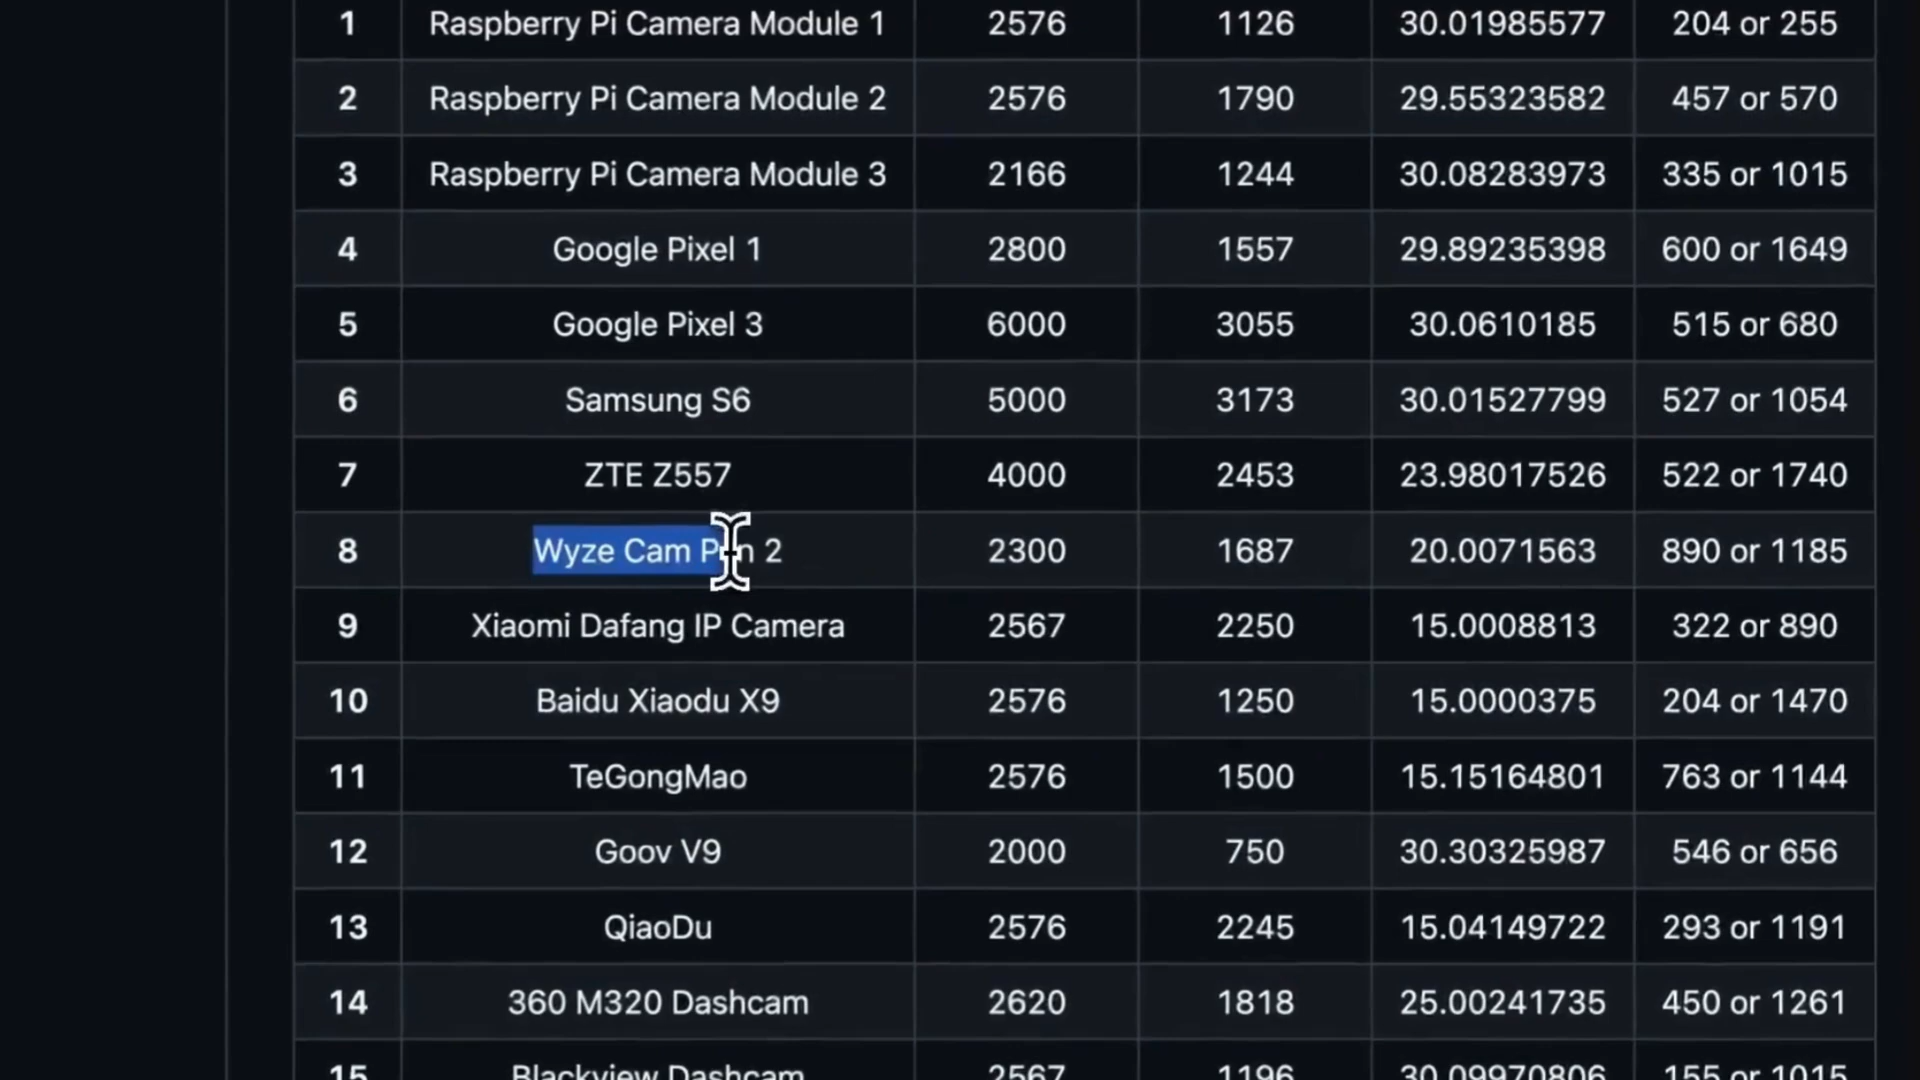 1 Raspberry Pi Camera Module 1 2576 1126 30.01985577 204 or 255
2 Raspberry Pi Camera Module 2 2576 1790 29.55323582 457 or 570
3 Raspberry Pi Camera Module 3 2166 1244 30.08283973 335 or 1015
4 Google Pixel 1 2800 1557 29.89235398 600 or 1649
5 Google Pixel 3 6000 3055 30.0610185 515 or 680
6 Samsung S6 5000 3173 30.01527799 527 or 1054
7 ZTE Z557 4000 2453 23.98017526 522 or 1740
8 Wyze Cam Pan 2 2300 1687 20.0071563 890 or 1185
9 Xiaomi Dafang IP Camera 2567 2250 15.0008813 322 or 890
10 Baidu Xiaodu X9 2576 1250 15.0000375 204 or 1470
11 TeGongMao 2576 1500 15.15164801 763 or 1144
12 Goov V9 2000 750 30.30325987 546 or 656
13 QiaoDu 2576 2245 15.04149722 293 or 1191
14 360 M320 Dashcam 2620 1818 25.00241735 450 or 1261
15 Blackview Dashcam 2567 1196 30.09970806 155 or 1015